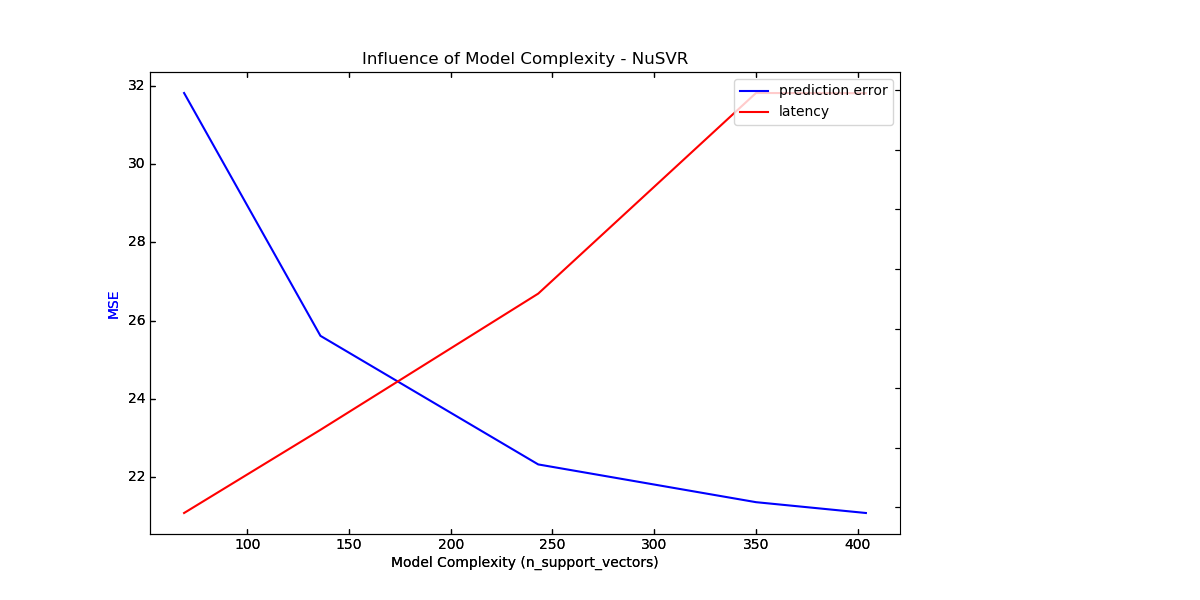 Influence of Model Complexity - NuSVR
prediction error
latency
32
30
28
26
24
22
MSE
100 150 200 250 300 350 400
Model Complexity (n_support_vectors)